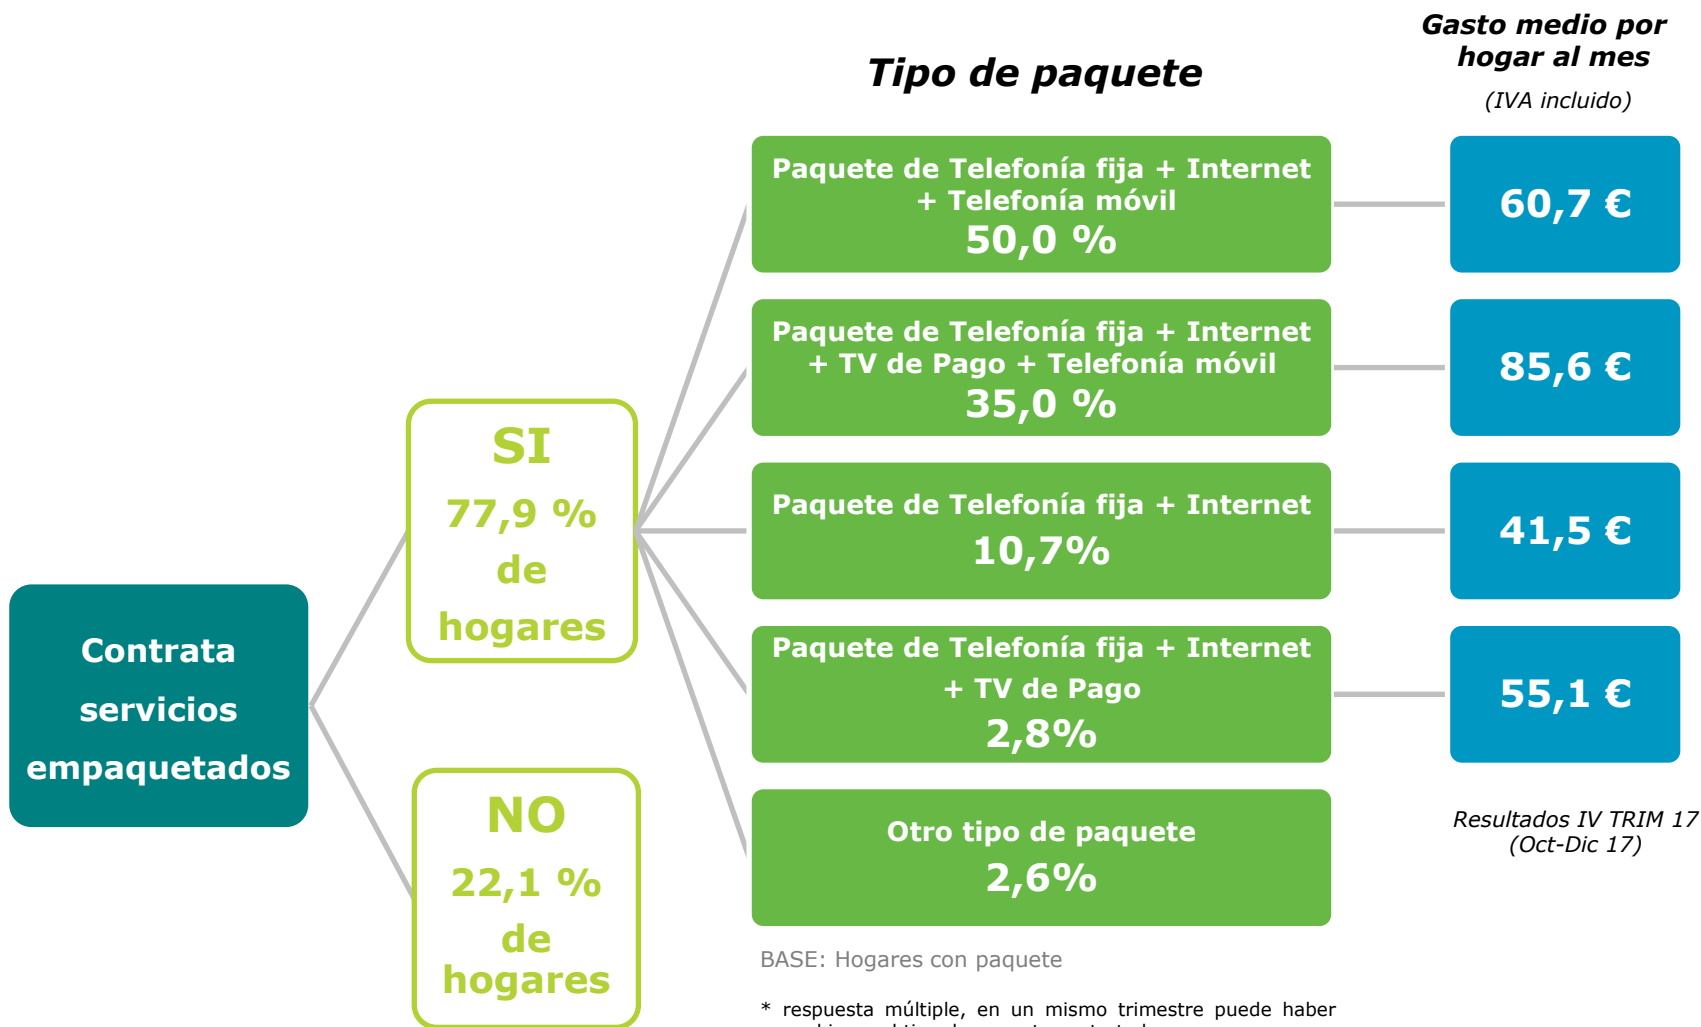 Gasto medio por
hogar al mes
(IVA incluido)
Tipo de paquete
Paquete de Telefonía fija + Internet
+ Telefonía móvil
50,0 %
60,7 €
Paquete de Telefonía fija + Internet
+ TV de Pago + Telefonía móvil
35,0 %
85,6 €
SI
77,9 %
de
hogares
Paquete de Telefonía fija + Internet
10,7%
41,5 €
Contrata
servicios
empaquetados
Paquete de Telefonía fija + Internet
+ TV de Pago
2,8%
55,1 €
NO
22,1 %
de
hogares
Otro tipo de paquete
2,6%
Resultados IV TRIM 17
(Oct-Dic 17)
BASE: Hogares con paquete
* respuesta múltiple, en un mismo trimestre puede haber